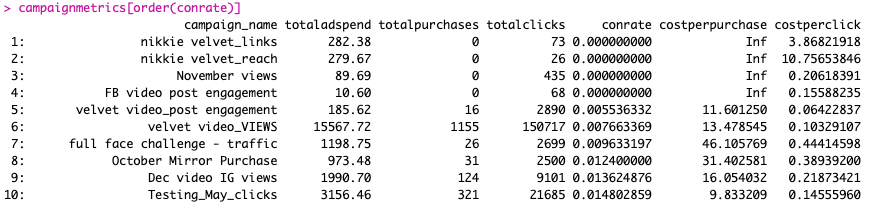 > campaignmetrics[order(conrate)]
campaign_name totaladspend totalpurchases totalclicks conrate costperpurchase costperclick
1: nikkie velvet_links 282.38 0 73 0.000000000 Inf 3.86821918
2: nikkie velvet_reach 279.67 0 26 0.000000000 Inf 10.75653846
3: November views 89.69 0 435 0.000000000 Inf 0.20618391
4: FB video post engagement 10.60 0 68 0.000000000 Inf 0.15588235
5: velvet video_post_engagement 185.62 16 2890 0.005536332 11.601250 0.06422837
6: velvet video_VIEWS 15567.72 1155 150717 0.007663369 13.478545 0.10329107
7: full face challenge - traffic 1198.75 26 2699 0.009633197 46.105769 0.44414598
8: October Mirror Purchase 973.48 31 2500 0.012400000 31.402581 0.38939200
9: Dec video IG views 1990.70 124 9101 0.013624876 16.054032 0.21873421
10: Testing_May_clicks 3156.46 321 21685 0.014802859 9.833209 0.14555960